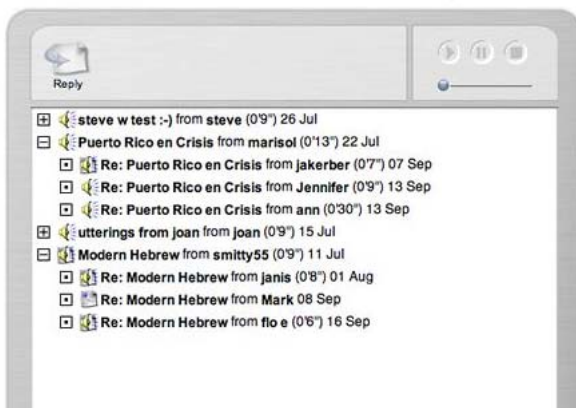 Reply
steve w test :-) from steve (0'9") 26 Jul
Puerto Rico en Crisis from marisol (0'13") 22 Jul
Re: Puerto Rico en Crisis from jakerber (0'7") 07 Sep
Re: Puerto Rico en Crisis from Jennifer (0'9") 13 Sep
Re: Puerto Rico en Crisis from ann (0'30") 13 Sep
utterings from joan from joan (0'9") 15 Jul
Modern Hebrew from smitty55 (0'9") 11 Jul
Re: Modern Hebrew from janis (0'8") 01 Aug
Re: Modern Hebrew from Mark 08 Sep
Re: Modern Hebrew from flo e (0'6") 16 Sep